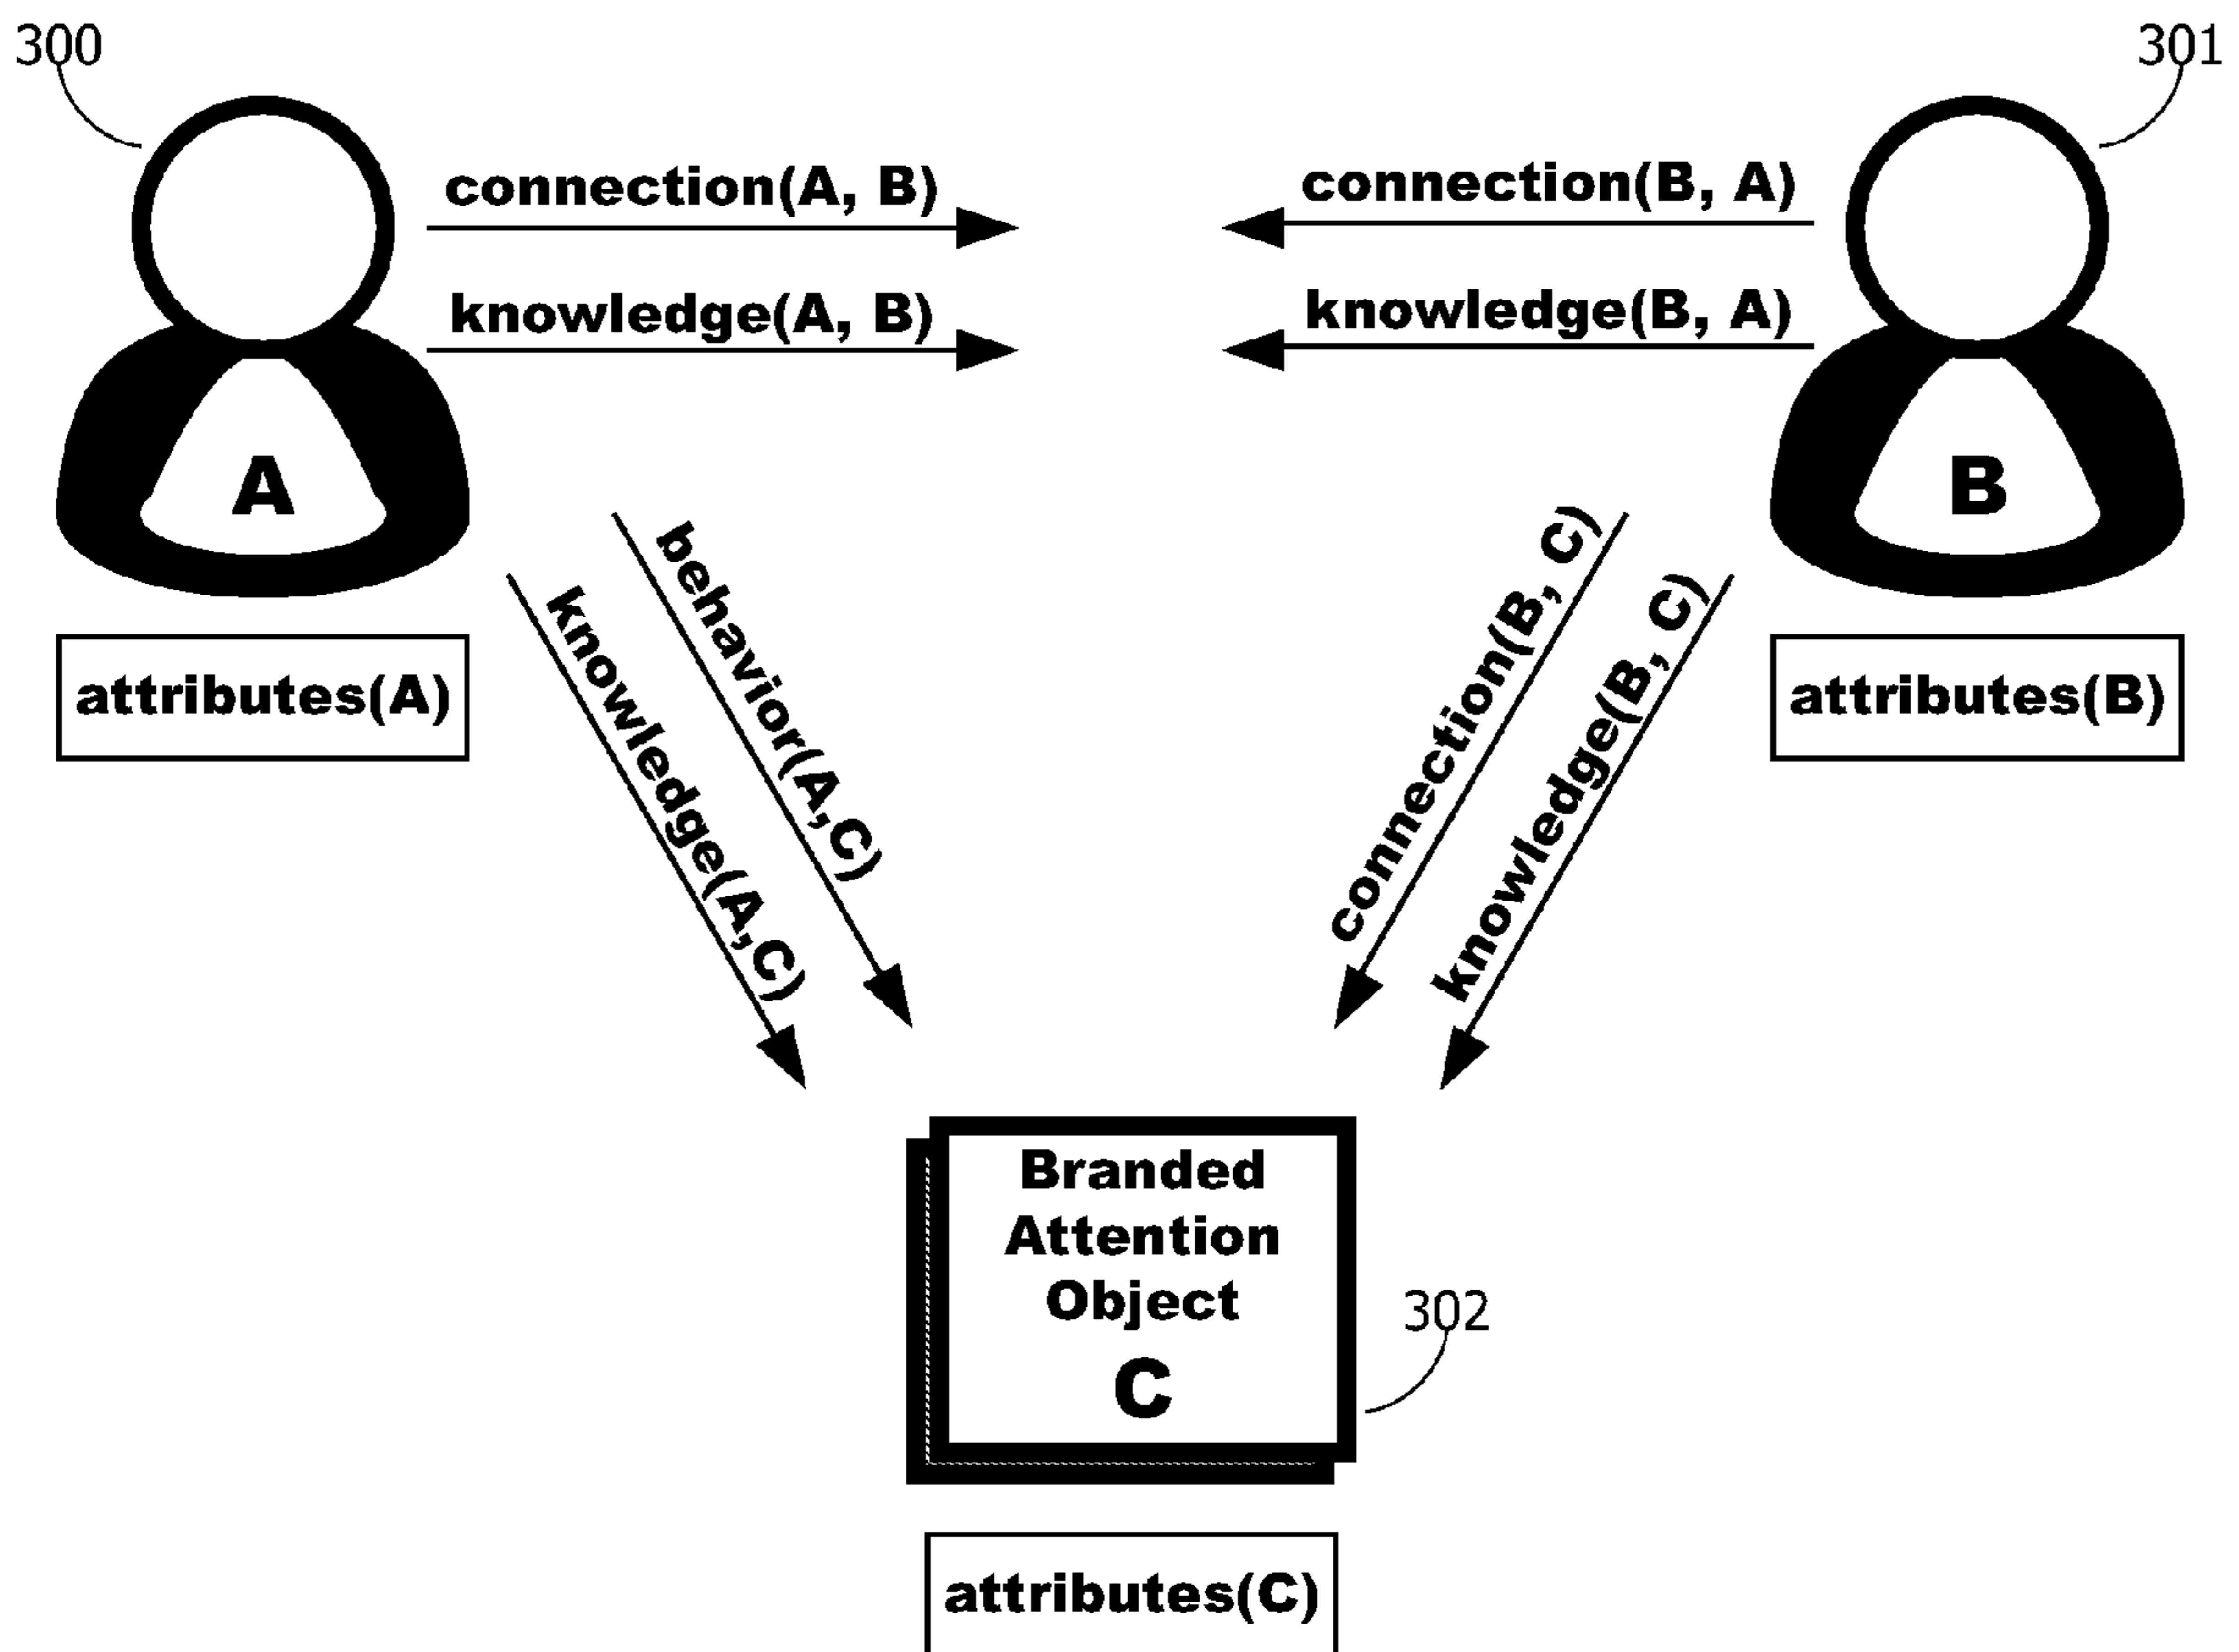 300
301
connection(A, B)
connection(B, A)
knowledge(A, B)
knowledge(B, A)
A
B
attributes(A)
attributes(B)
behavior(A,C)
knowledge(A,C)
connection(B, C)
knowledge(B, C)
Branded
Attention
Object
C
302
attributes(C)